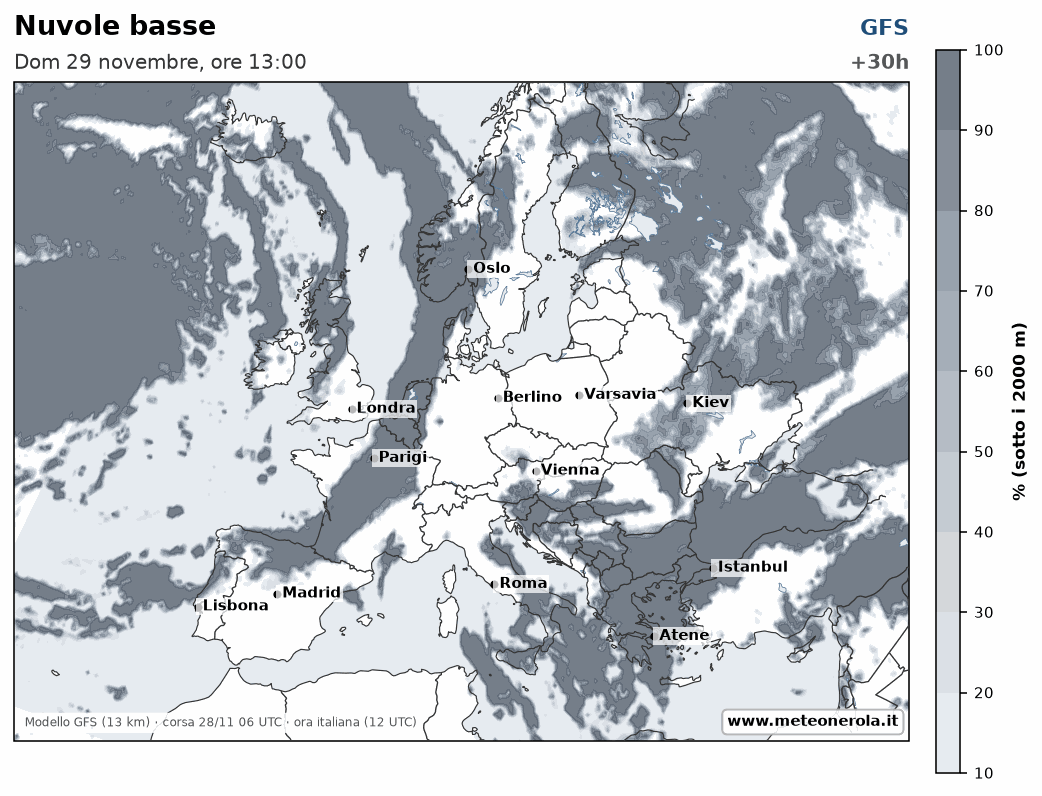 Nuvole basse
GFS
Dom 29 novembre, ore 13:00
+30h
Oslo
Londra
Berlino
Varsavia
Kiev
Parigi
Vienna
Istanbul
Roma
Madrid
Lisbona
Atene
Modello GFS (13 km) · corsa 28/11 06 UTC · ora italiana (12 UTC)
www.meteonerola.it
100
90
80
70
60
50
40
30
20
10
% (sotto i 2000 m)